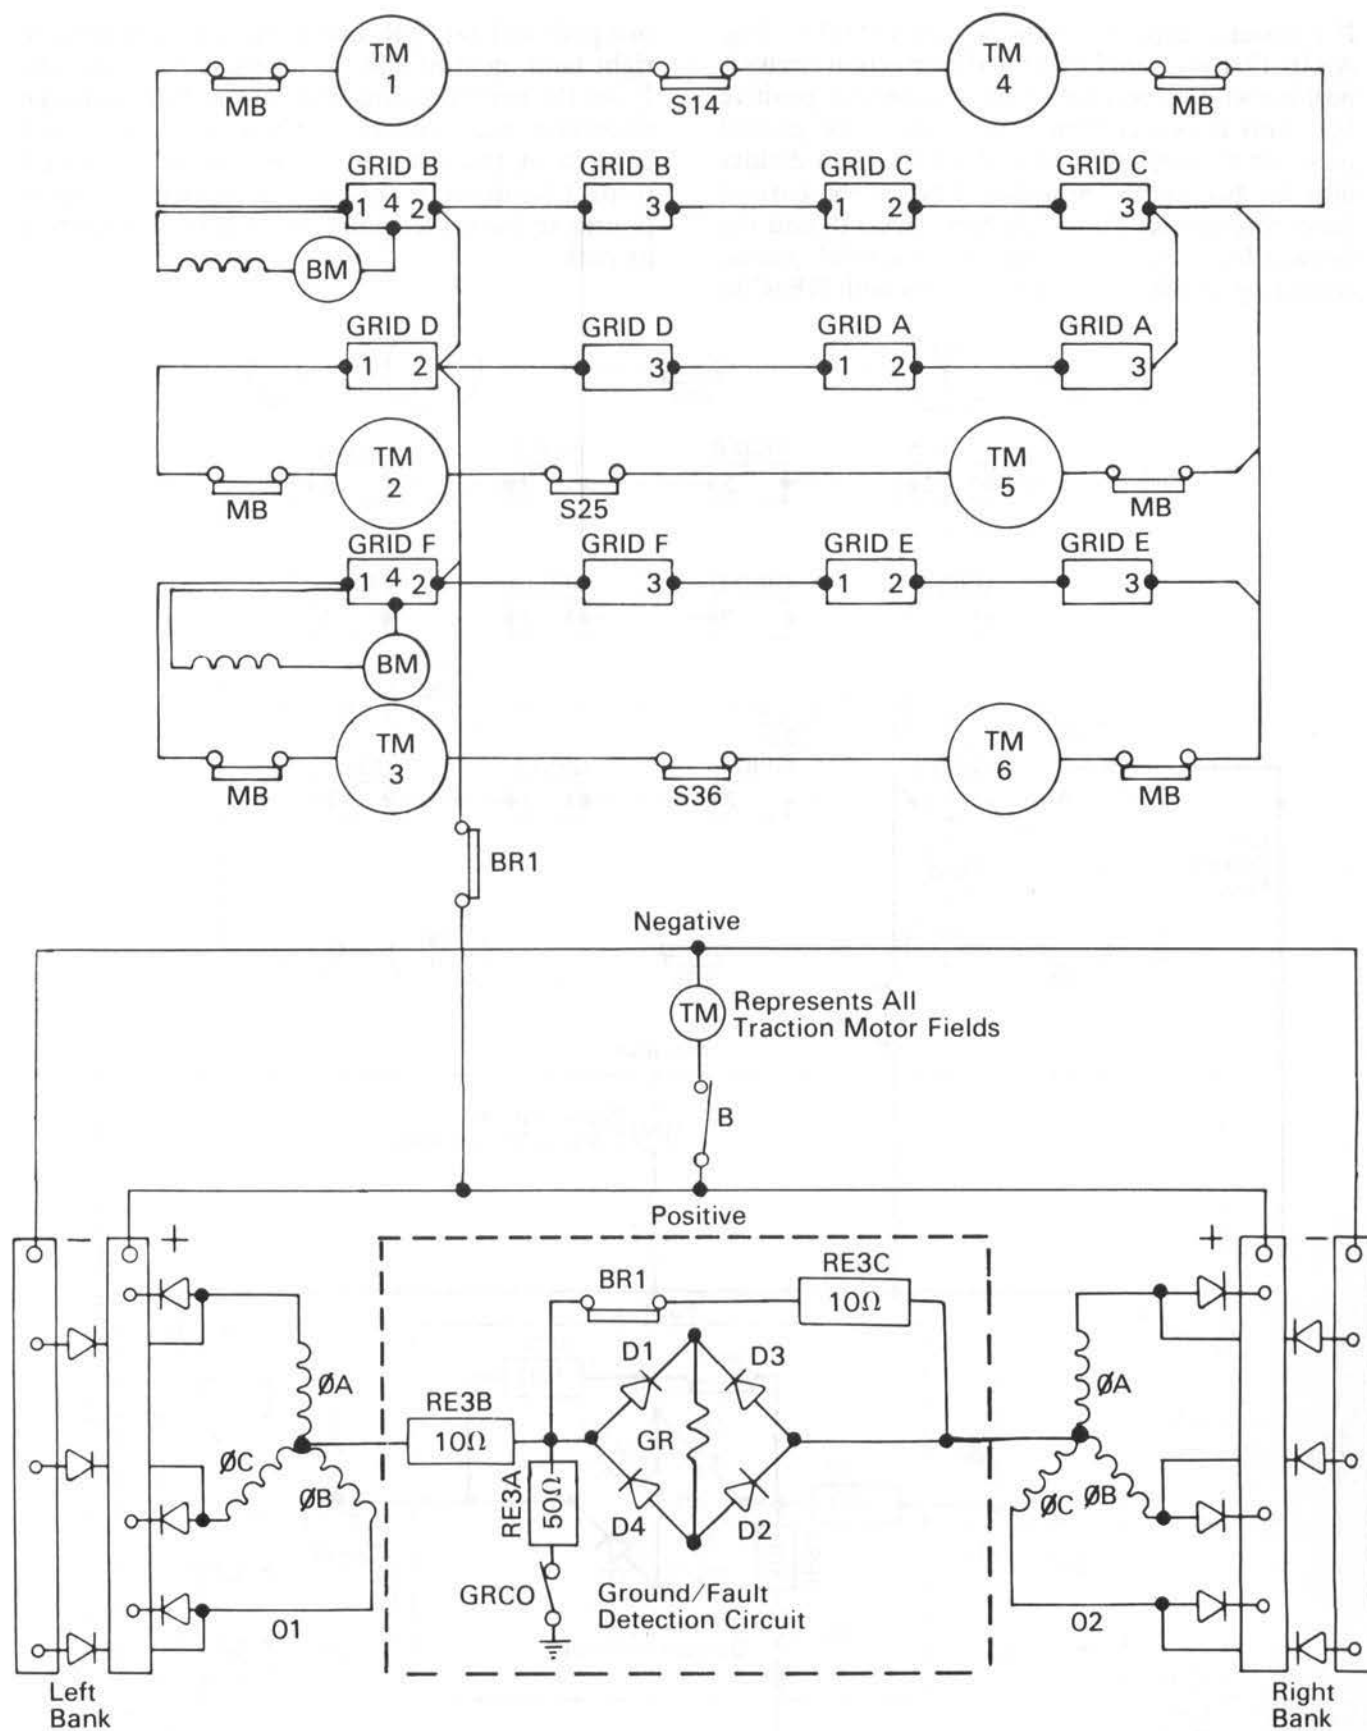 TM 1
TM 4
MB
S14
MB
GRID B
GRID B
GRID C
GRID C
1 4 2
3
1 2
3
BM
GRID D
GRID D
GRID A
GRID A
1 2
3
1 2
3
TM 2
TM 5
MB
S25
MB
GRID F
GRID F
GRID E
GRID E
1 4 2
3
1 2
3
BM
TM 3
TM 6
MB
S36
MB
BR1
Negative
TM
Represents All
Traction Motor Fields
B
Positive
- +
+ -
BR1
RE3C
10Ω
D1
D3
ØA
ØA
RE3B
10Ω
GR
ØC
ØB
ØC
ØB
RE3A
50Ω
D4
D2
GRCO
Ground/Fault
Detection Circuit
01
02
Left
Bank
Right
Bank